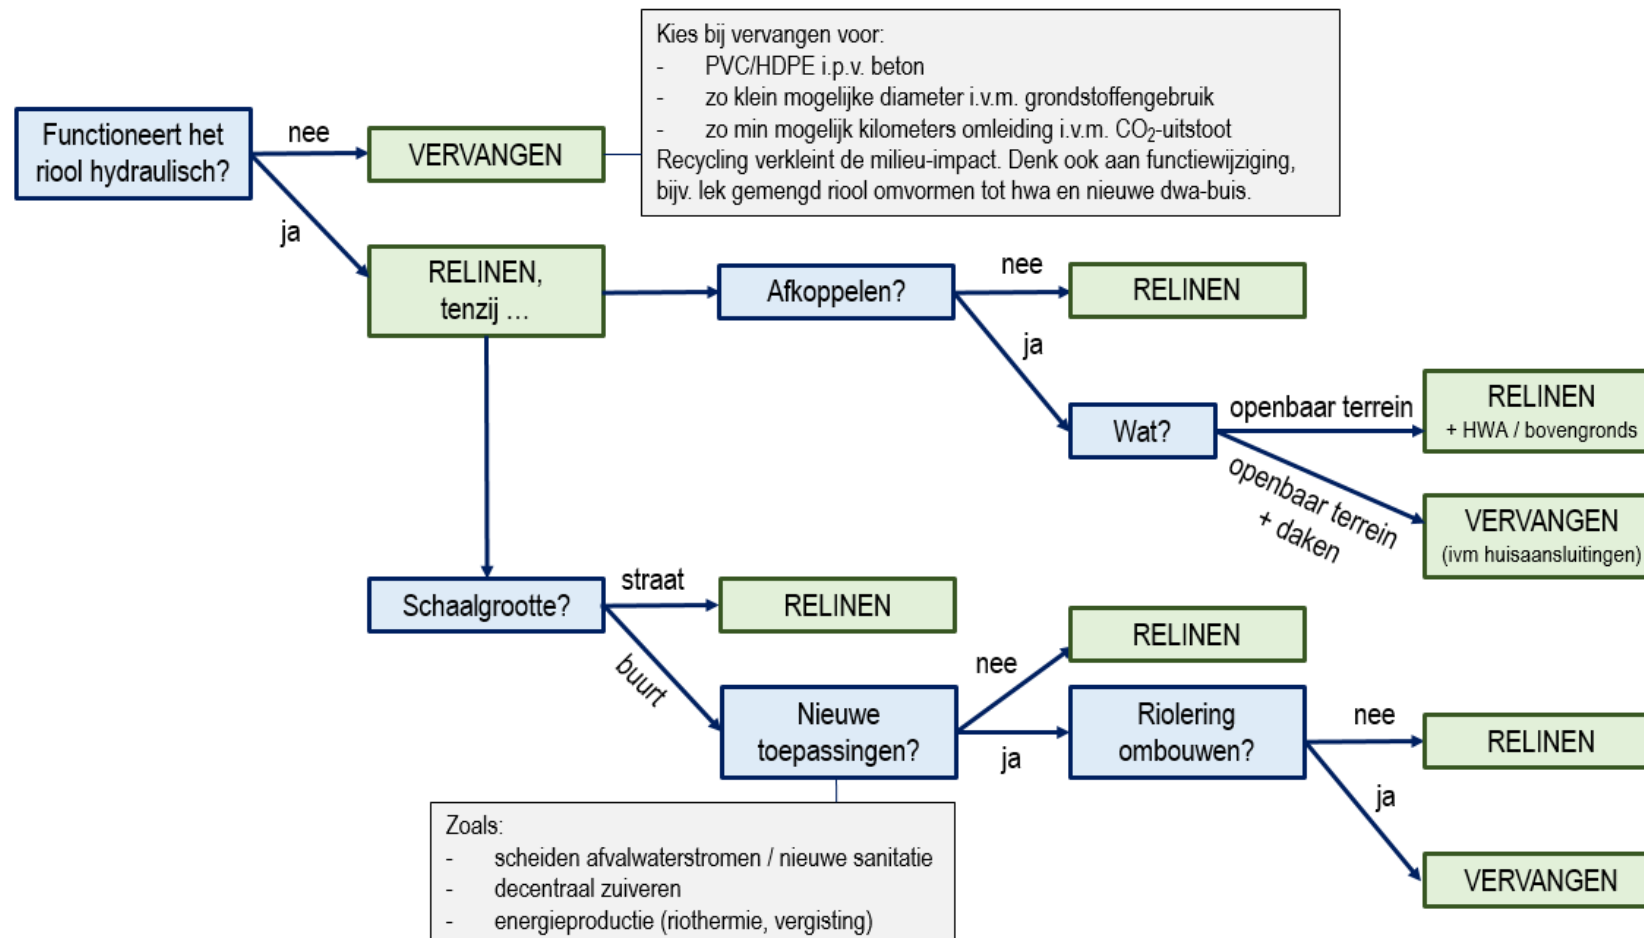 Kies bij vervangen voor:
- PVC/HDPE i.p.v. beton
- zo klein mogelijke diameter i.v.m. grondstoffengebruik
- zo min mogelijk kilometers omleiding i.v.m. CO₂-uitstoot
Recycling verkleint de milieu-impact. Denk ook aan functiewijziging,
bijv. lek gemengd riool omvormen tot hwa en nieuwe dwa-buis.
Functioneert het
riool hydraulisch?
nee
VERVANGEN
ja
RELINEN,
tenzij ...
Afkoppelen?
nee
RELINEN
ja
Wat?
openbaar terrein
RELINEN
+ HWA / bovengronds
openbaar terrein
+ daken
VERVANGEN
(ivm huisaansluitingen)
Schaalgrootte?
straat
RELINEN
buurt
Nieuwe
toepassingen?
nee
RELINEN
ja
Riolering
ombouwen?
nee
RELINEN
ja
VERVANGEN
Zoals:
- scheiden afvalwaterstromen / nieuwe sanitatie
- decentraal zuiveren
- energieproductie (riothermie, vergisting)